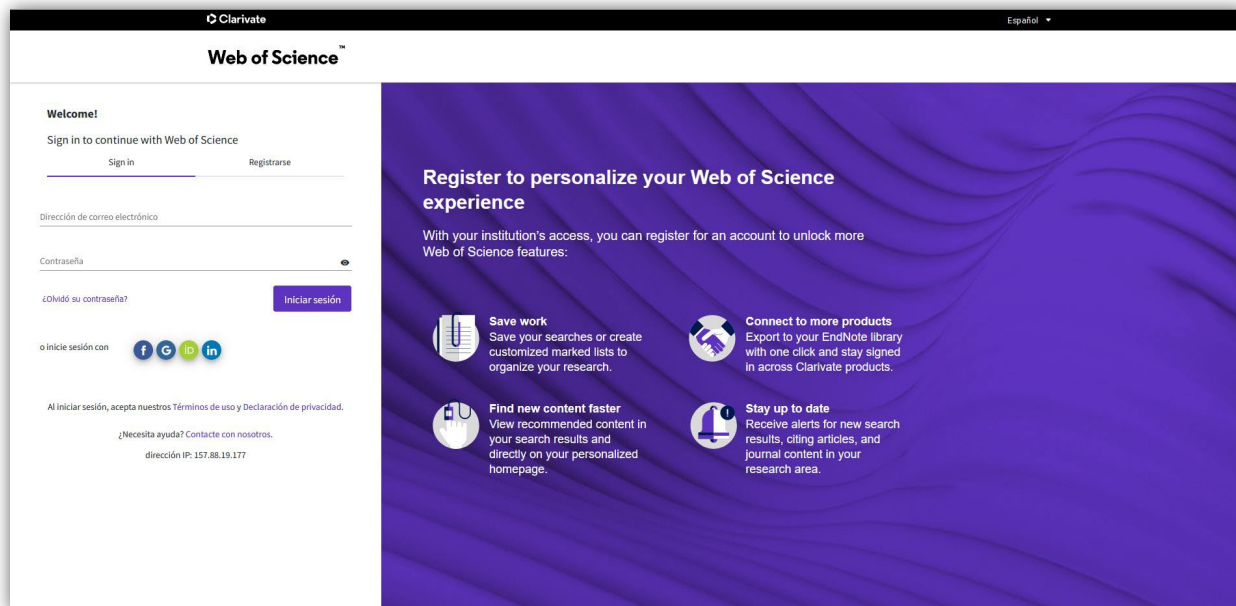 Clarivate
Español
Web of Science™
Welcome!
Sign in to continue with Web of Science
Sign in
Registrarse
Dirección de correo electrónico
Contraseña
¿Olvidó su contraseña?
Iniciar sesión
o inicie sesión con
f G iD in
Al iniciar sesión, acepta nuestros Términos de uso y Declaración de privacidad.
¿Necesita ayuda? Contacte con nosotros.
dirección IP: 157.88.19.177
Register to personalize your Web of Science
experience
With your institution's access, you can register for an account to unlock more
Web of Science features:
Save work
Save your searches or create
customized marked lists to
organize your research.
Connect to more products
Export to your EndNote library
with one click and stay signed
in across Clarivate products.
Find new content faster
View recommended content in
your search results and
directly on your personalized
homepage.
Stay up to date
Receive alerts for new search
results, citing articles, and
journal content in your
research area.